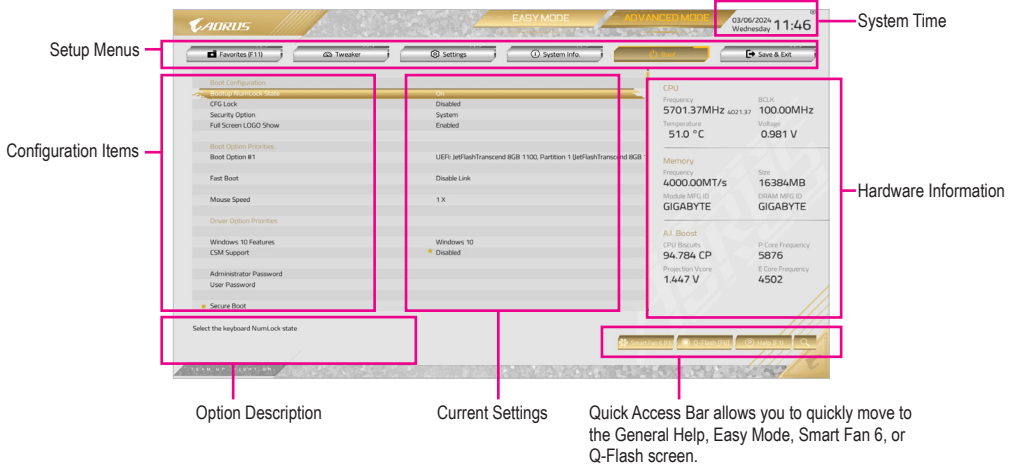 AORUS
EASY MODE
ADVANCED MODE
03/06/2024
Wednesday
11:46
System Time
Setup Menus
Favorites (F11)
Tweaker
Settings
System Info.
Boot
Save & Exit
Boot Configuration
Bootup NumLock State On
CFG Lock Disabled
Security Option System
Full Screen LOGO Show Enabled
Boot Option Priorities
Boot Option #1 UEFI: JetFlashTranscend 8GB 1100, Partition 1 (JetFlashTranscend 8GB
Fast Boot Disable Link
Mouse Speed 1 X
Driver Option Priorities
Windows 10 Features Windows 10
CSM Support Disabled
Administrator Password
User Password
Secure Boot
Configuration Items
CPU
Frequency BCLK
5701.37MHz 4021.37 100.00MHz
Temperature Voltage
51.0 °C 0.981 V
Memory
Frequency Size
4000.00MT/s 16384MB
Module MFG ID DRAM MFG ID
GIGABYTE GIGABYTE
A.I. Boost
CPU Biscuits P. Core Frequency
94.784 CP 5876
Projection Vcore E Core Frequency
1.447 V 4502
Hardware Information
Select the keyboard NumLock state
Smart Fan 6 (F6)
Q-Flash (F8)
Help (F1)
Option Description
Current Settings
Quick Access Bar allows you to quickly move to
the General Help, Easy Mode, Smart Fan 6, or
Q-Flash screen.